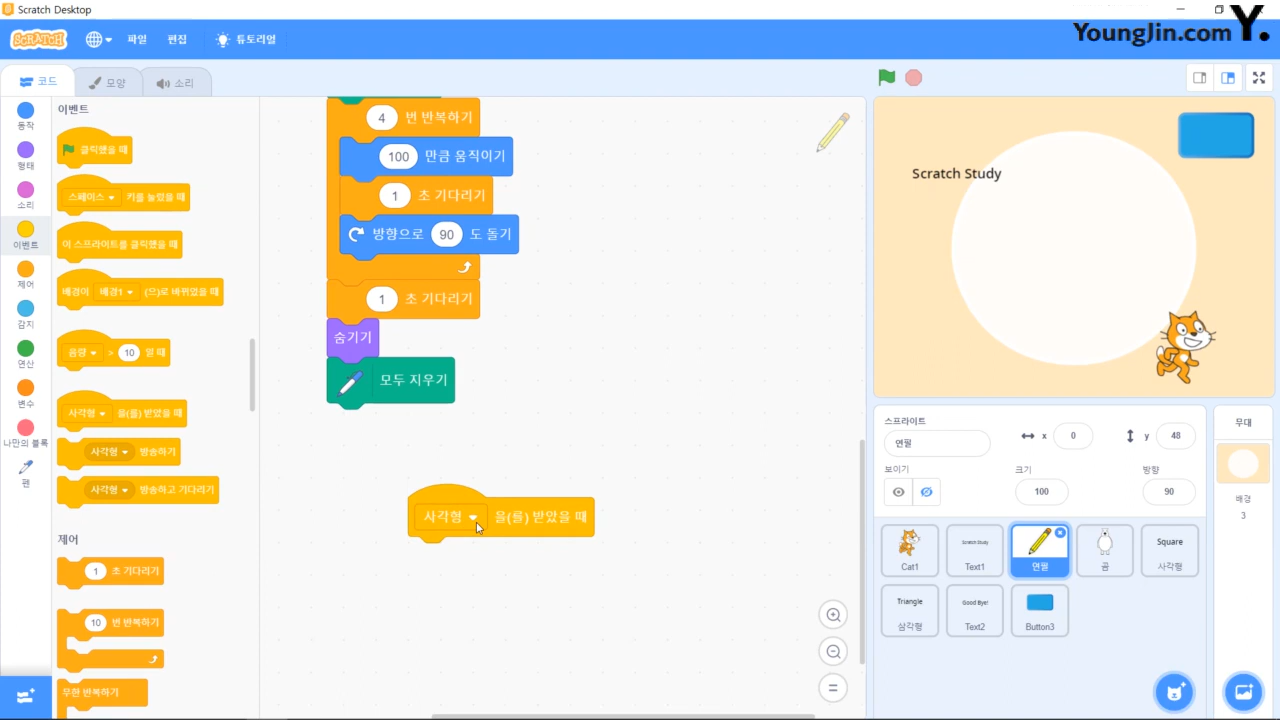 Scratch Desktop
YoungJin.com Y.
SCRATCH 파일 편집 튜토리얼
코드 모양 소리
동작
형태
소리
이벤트
제어
감지
연산
변수
나만의 블록
펜
이벤트
클릭했을 때
스페이스 키를 눌렀을 때
이 스프라이트를 클릭했을 때
배경이 배경1 (으)로 바뀌었을 때
음량 > 10 일 때
사각형 을(를) 받았을 때
사각형 방송하기
사각형 방송하고 기다리기
제어
1 초 기다리기
10 번 반복하기
무한 반복하기
4 번 반복하기
100 만큼 움직이기
1 초 기다리기
방향으로 90 도 돌기
1 초 기다리기
숨기기
모두 지우기
사각형 을(를) 받았을 때
Scratch Study
스프라이트
연필
x 0
y 48
보이기
크기
100
방향
90
Scratch Study
Square
Cat1 Text1 연필 곰 사각형
Triangle
Good Bye!
삼각형 Text2 Button3
무대
배경
3